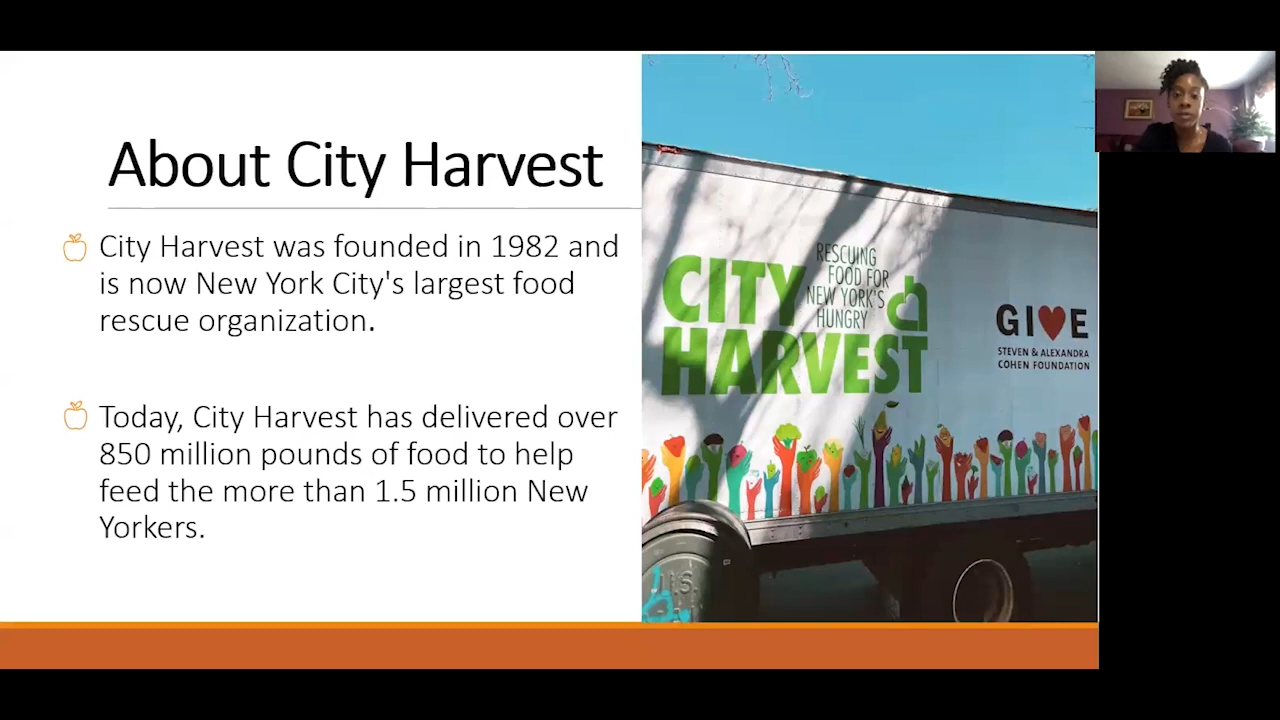 About City Harvest
City Harvest was founded in 1982 and
is now New York City's largest food
rescue organization.
Today, City Harvest has delivered over
850 million pounds of food to help
feed the more than 1.5 million New
Yorkers.
CITY
HARVEST
RESCUING
FOOD FOR
NEW YORK'S
HUNGRY
GIVE
STEVEN & ALEXANDRA
COHEN FOUNDATION
U.S.